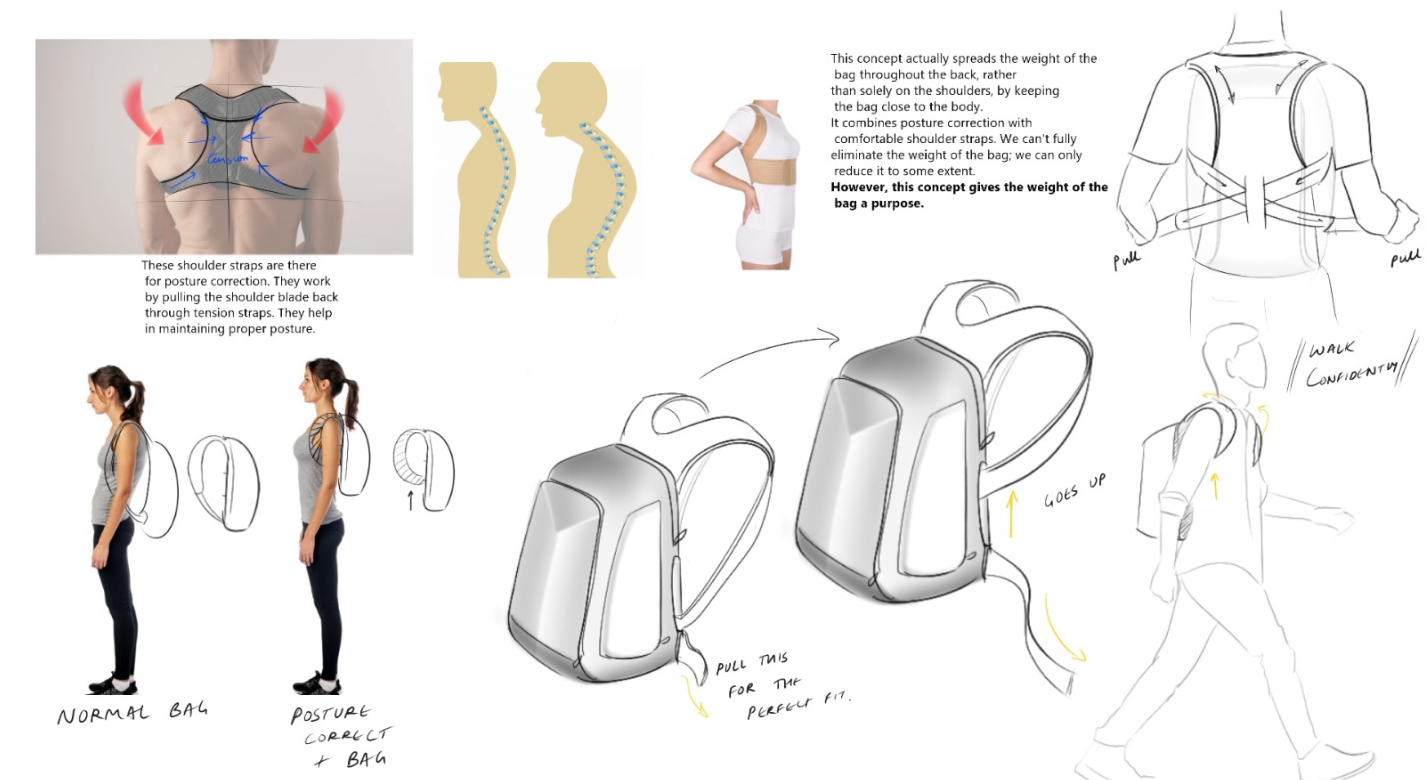 tension
These shoulder straps are there
for posture correction. They work
by pulling the shoulder blade back
through tension straps. They help
in maintaining proper posture.
This concept actually spreads the weight of the
bag throughout the back, rather
than solely on the shoulders, by keeping
the bag close to the body.
It combines posture correction with
comfortable shoulder straps. We can't fully
eliminate the weight of the bag; we can only
reduce it to some extent.
However, this concept gives the weight of the
bag a purpose.
Pull
Pull
WALK
CONFIDENTLY
GOES UP
PULL THIS
FOR THE
PERFECT FIT.
NORMAL BAG
POSTURE
CORRECT
+ BAG